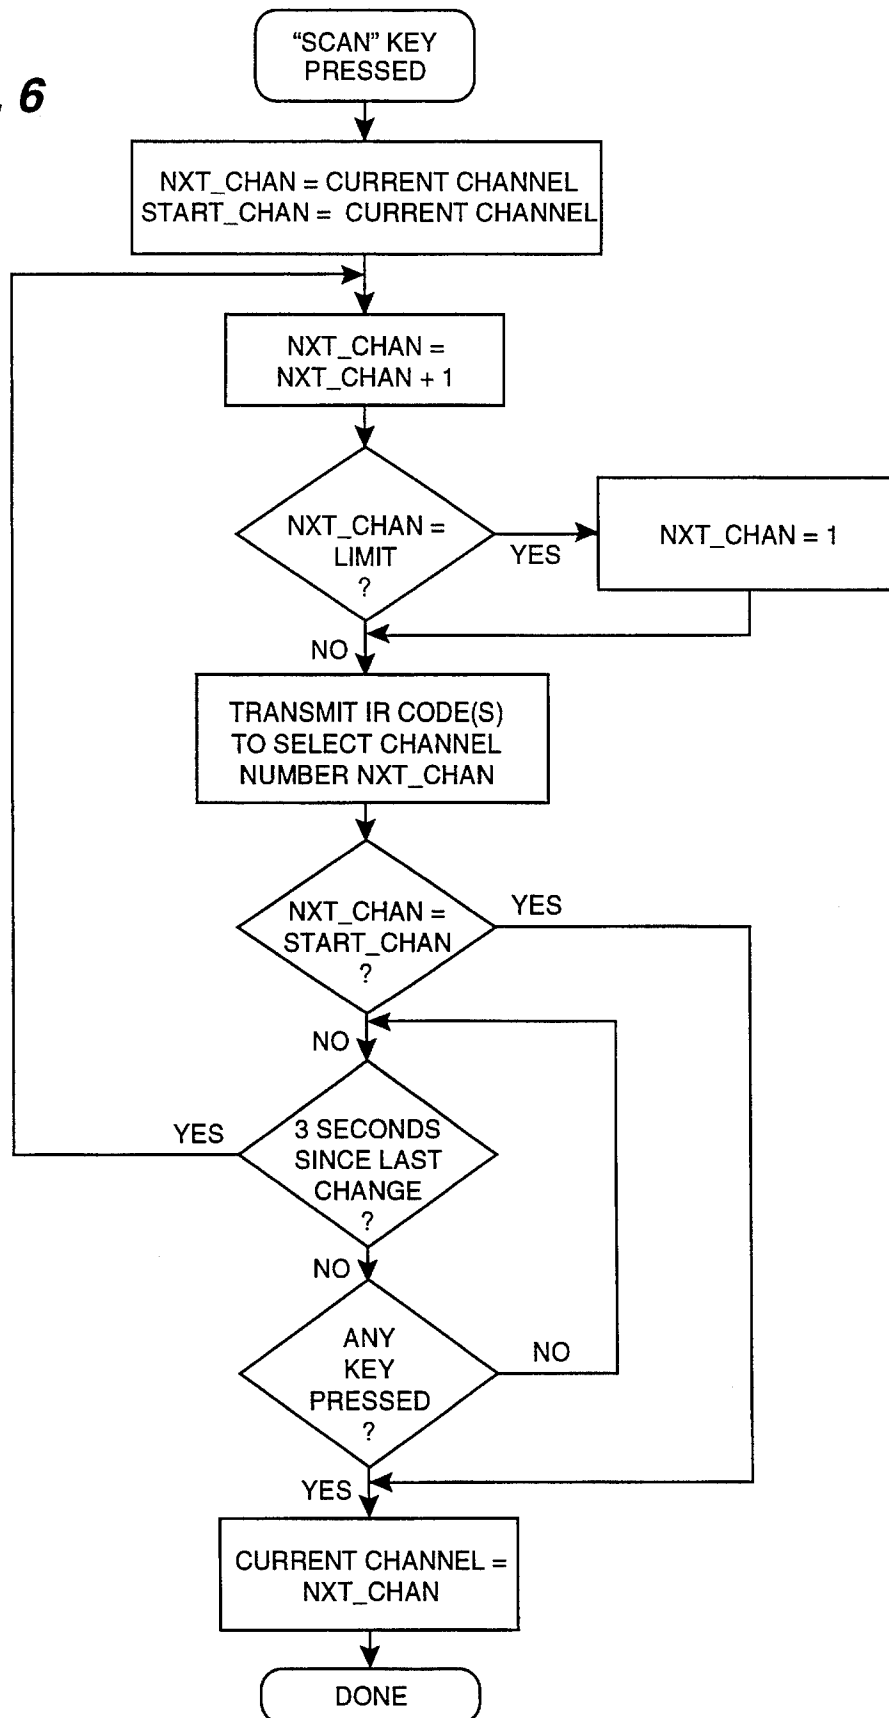 . 6
“SCAN” KEY
PRESSED
NXT_CHAN = CURRENT CHANNEL
START_CHAN = CURRENT CHANNEL
NXT_CHAN =
NXT_CHAN + 1
NXT_CHAN =
LIMIT
?
YES
NXT_CHAN = 1
NO
TRANSMIT IR CODE(S)
TO SELECT CHANNEL
NUMBER NXT_CHAN
NXT_CHAN =
START_CHAN
?
YES
NO
3 SECONDS
SINCE LAST
CHANGE
?
YES
NO
ANY
KEY
PRESSED
?
NO
YES
CURRENT CHANNEL =
NXT_CHAN
DONE